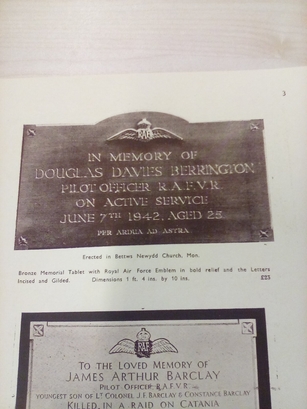 3
RAF
IN MEMORY OF
DOUGLAS DAVIES BERRINGTON
PILOT OFFICER R.A.F.V.R.
ON ACTIVE SERVICE
JUNE 7TH 1942. AGED 25
PER ARDUA AD ASTRA
Erected in Bettws Newydd Church, Mon.
Bronze Memorial Tablet with Royal Air Force Emblem in bold relief and the Letters
Incised and Gilded. Dimensions 1 ft. 4 ins. by 10 ins.
RAF
TO THE LOVED MEMORY OF
JAMES ARTHUR BARCLAY
PILOT OFFICER, R.A.F.V.R.
YOUNGEST SON OF LT COLONEL J.F. BARCLAY & CONSTANCE BARCLAY
KILLED IN A RAID ON CATANIA